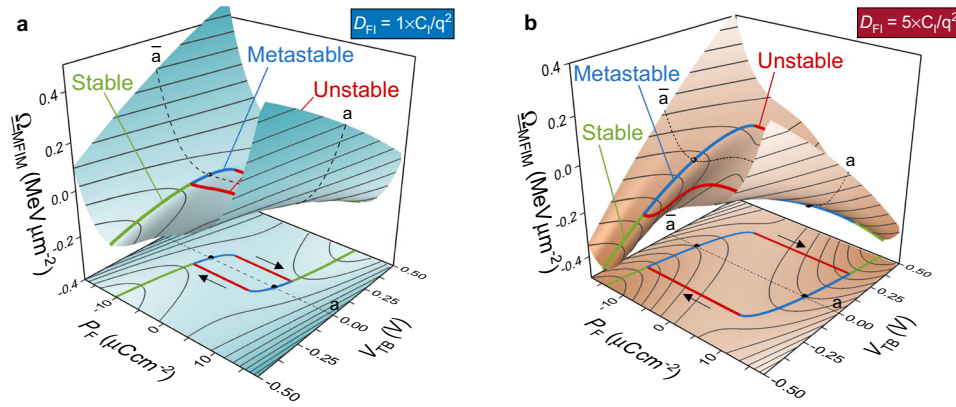 a
D_FI = 1×C_I/q²
a̅
Metastable
Stable
Unstable
a
0.4
0.2
0.0
-0.2
-0.4
Ω_MFIM (MeV µm⁻²)
-10
0
10
P_F (µCcm⁻²)
a
0.50
0.25
0.00
-0.25
-0.50
V_TB (V)
b
D_FI = 5×C_I/q²
Unstable
Metastable
a̅
Stable
a
a̅
0.4
0.2
0.0
-0.2
-0.4
Ω_MFIM (MeV µm⁻²)
-10
0
10
P_F (µCcm⁻²)
a
0.50
0.25
0.00
-0.25
-0.50
V_TB (V)